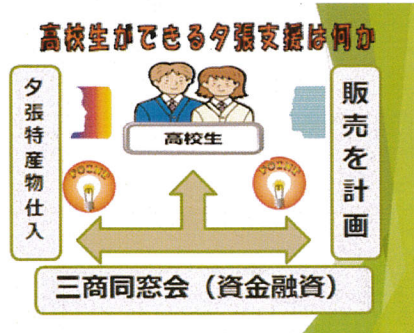 高校生ができる夕張支援は何か
夕張特産物仕入
高校生
販売を計画
三商同窓会（資金融資）